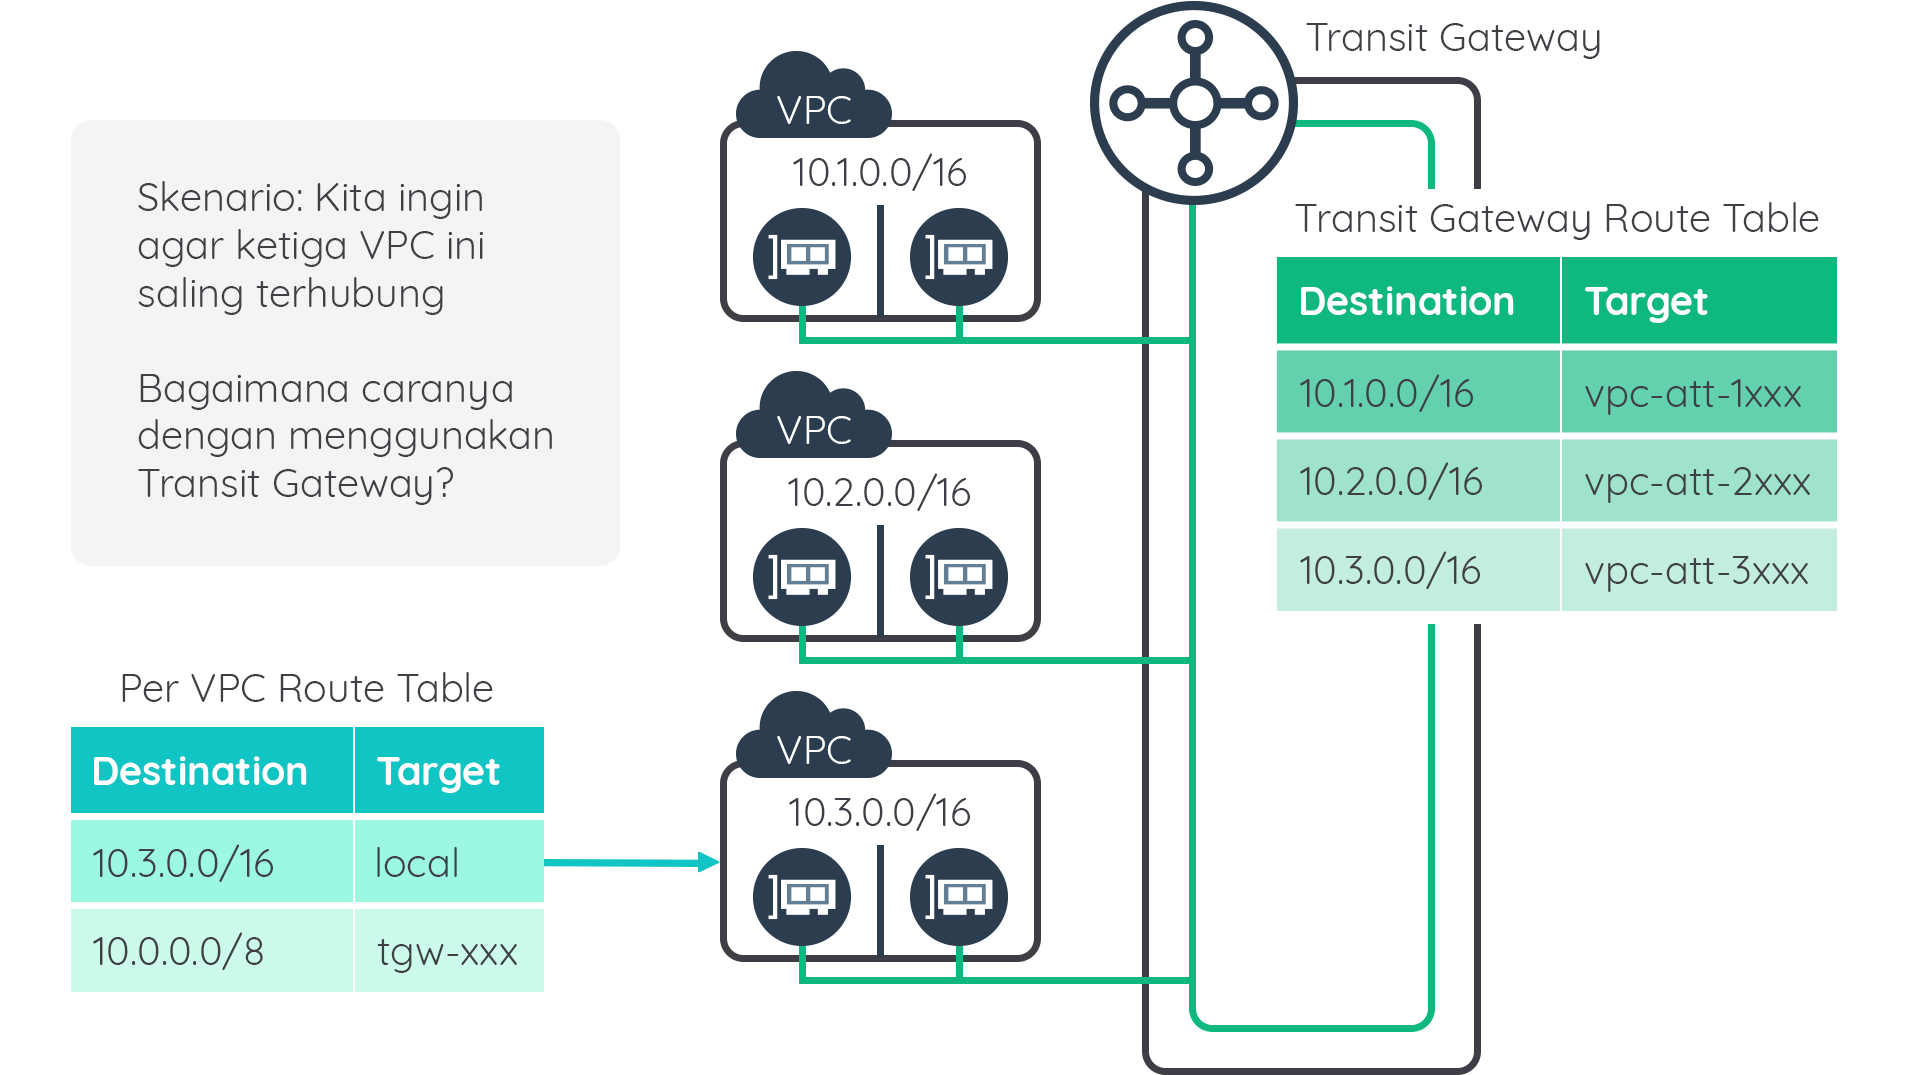 Skenario: Kita ingin
agar ketiga VPC ini
saling terhubung
Bagaimana caranya
dengan menggunakan
Transit Gateway?
Per VPC Route Table
Destination Target
10.3.0.0/16 local
10.0.0.0/8 tgw-xxx
VPC
10.1.0.0/16
VPC
10.2.0.0/16
VPC
10.3.0.0/16
Transit Gateway
Transit Gateway Route Table
Destination Target
10.1.0.0/16 vpc-att-1xxx
10.2.0.0/16 vpc-att-2xxx
10.3.0.0/16 vpc-att-3xxx